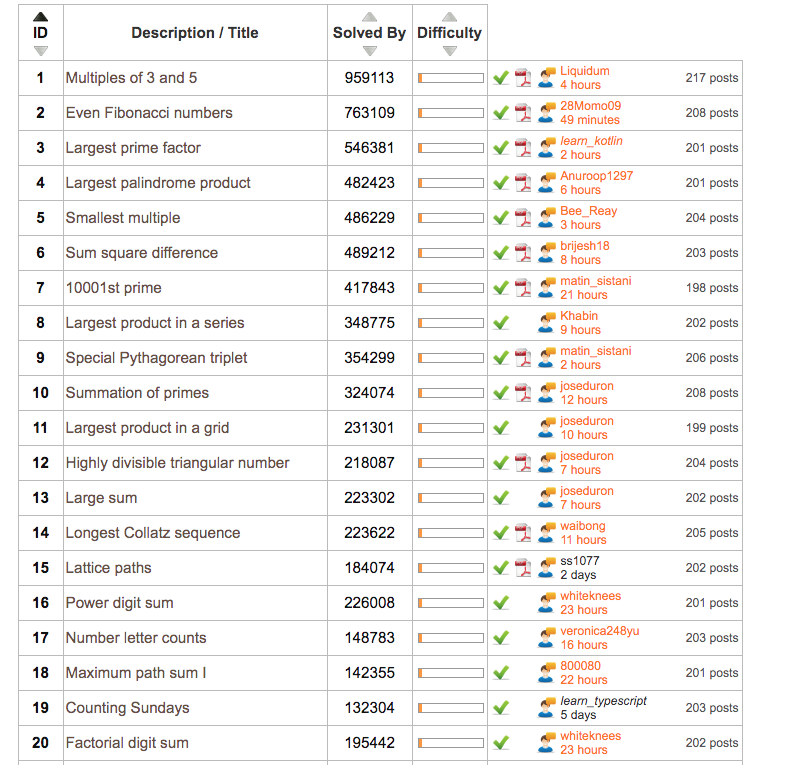 ID Description / Title Solved By Difficulty
1 Multiples of 3 and 5 959113 Liquidum 4 hours 217 posts
2 Even Fibonacci numbers 763109 28Momo09 49 minutes 208 posts
3 Largest prime factor 546381 learn_kotlin 2 hours 201 posts
4 Largest palindrome product 482423 Anuroop1297 6 hours 201 posts
5 Smallest multiple 486229 Bee_Reay 3 hours 204 posts
6 Sum square difference 489212 brijesh18 8 hours 203 posts
7 10001st prime 417843 matin_sistani 21 hours 198 posts
8 Largest product in a series 348775 Khabin 9 hours 202 posts
9 Special Pythagorean triplet 354299 matin_sistani 2 hours 206 posts
10 Summation of primes 324074 joseduron 12 hours 208 posts
11 Largest product in a grid 231301 joseduron 10 hours 199 posts
12 Highly divisible triangular number 218087 joseduron 7 hours 204 posts
13 Large sum 223302 joseduron 7 hours 202 posts
14 Longest Collatz sequence 223622 waibong 11 hours 205 posts
15 Lattice paths 184074 ss1077 2 days 202 posts
16 Power digit sum 226008 whiteknees 23 hours 201 posts
17 Number letter counts 148783 veronica248yu 16 hours 203 posts
18 Maximum path sum I 142355 800080 22 hours 201 posts
19 Counting Sundays 132304 learn_typescript 5 days 203 posts
20 Factorial digit sum 195442 whiteknees 23 hours 202 posts